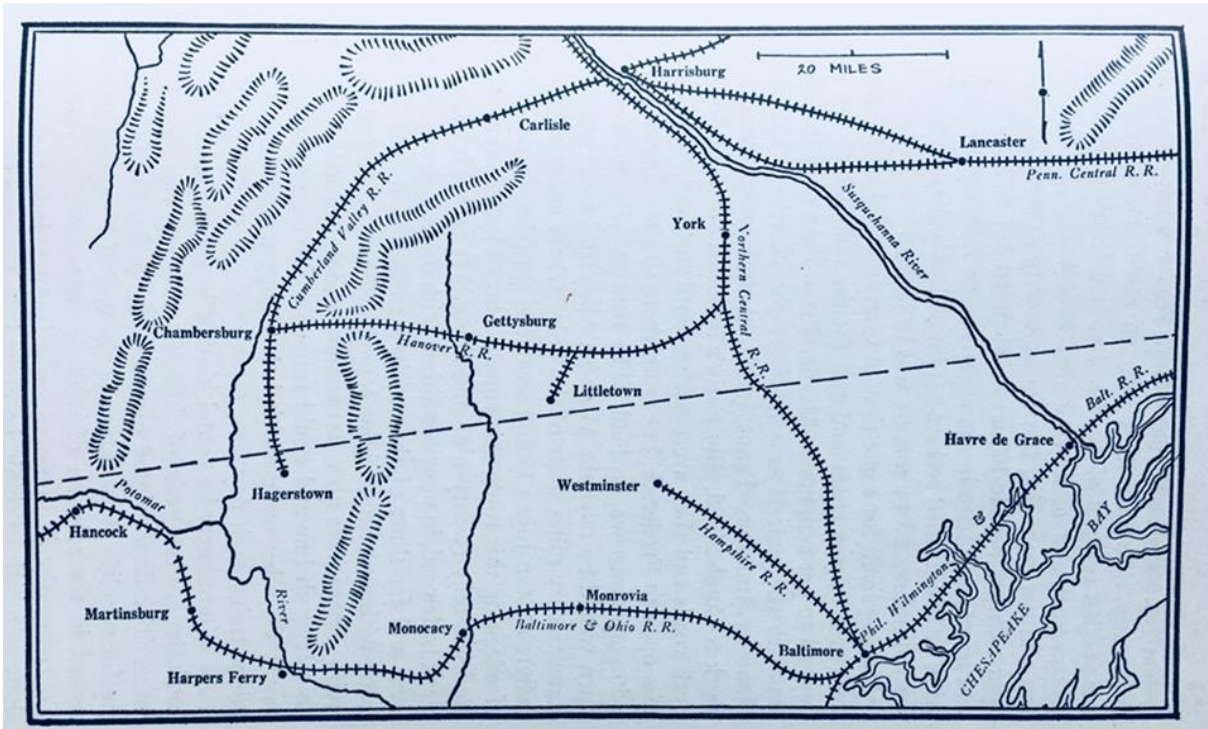 20 MILES
Harrisburg
Carlisle
Lancaster
Penn. Central R. R.
Cumberland Valley R. R.
Susquehanna River
York
Northern Central R. R.
Chambersburg
Gettysburg
Hanover R. R.
Littletown
Balt. R. R.
Havre de Grace
Hagerstown
Westminster
Potomac
Hancock
Hampshire R. R.
&
BAY
Martinsburg
River
Monocacy
Monrovia
Baltimore & Ohio R. R.
Phil. Wilmington
Baltimore
CHESAPEAKE
Harpers Ferry